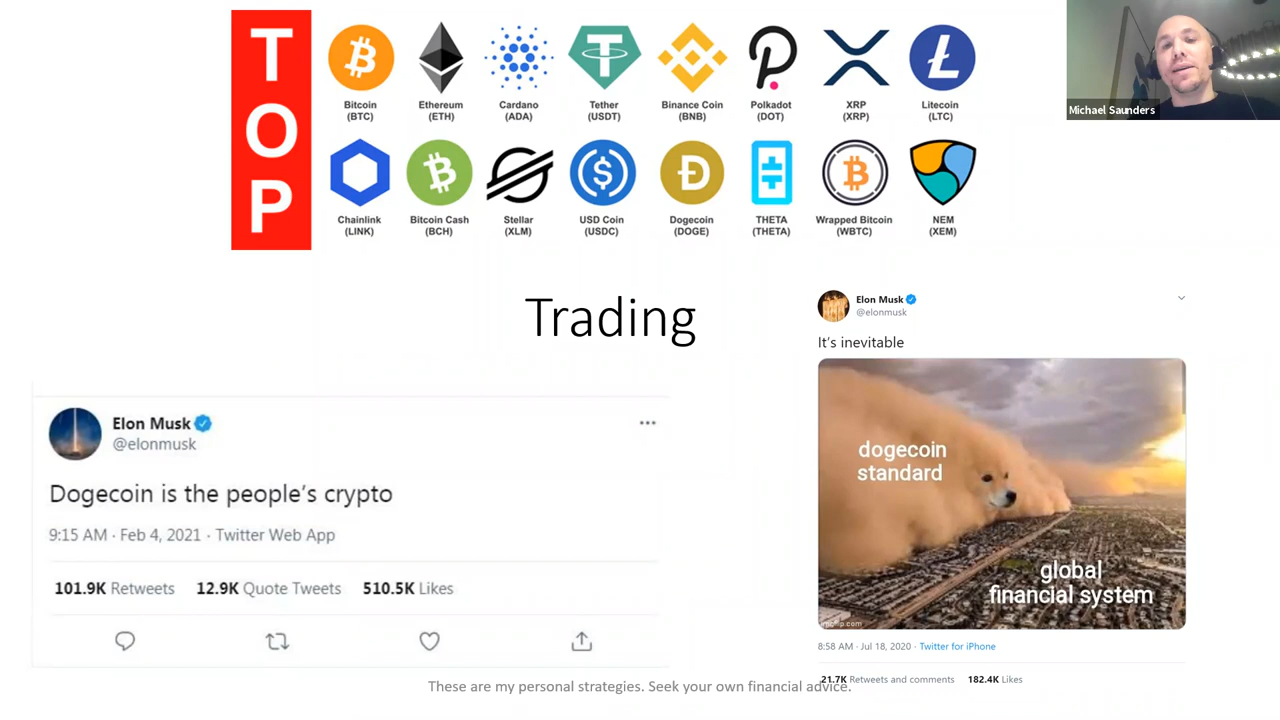 TOP
Bitcoin
(BTC)
Ethereum
(ETH)
Cardano
(ADA)
Tether
(USDT)
Binance Coin
(BNB)
Polkadot
(DOT)
XRP
(XRP)
Litecoin
(LTC)
Chainlink
(LINK)
Bitcoin Cash
(BCH)
Stellar
(XLM)
USD Coin
(USDC)
Dogecoin
(DOGE)
THETA
(THETA)
Wrapped Bitcoin
(WBTC)
NEM
(XEM)
Michael Saunders
Trading
Elon Musk
@elonmusk
Dogecoin is the people's crypto
9:15 AM · Feb 4, 2021 · Twitter Web App
101.9K Retweets 12.9K Quote Tweets 510.5K Likes
Elon Musk
@elonmusk
It's inevitable
dogecoin
standard
global
financial system
8:58 AM · Jul 18, 2020 · Twitter for iPhone
21.7K Retweets and comments 182.4K Likes
These are my personal strategies. Seek your own financial advice.